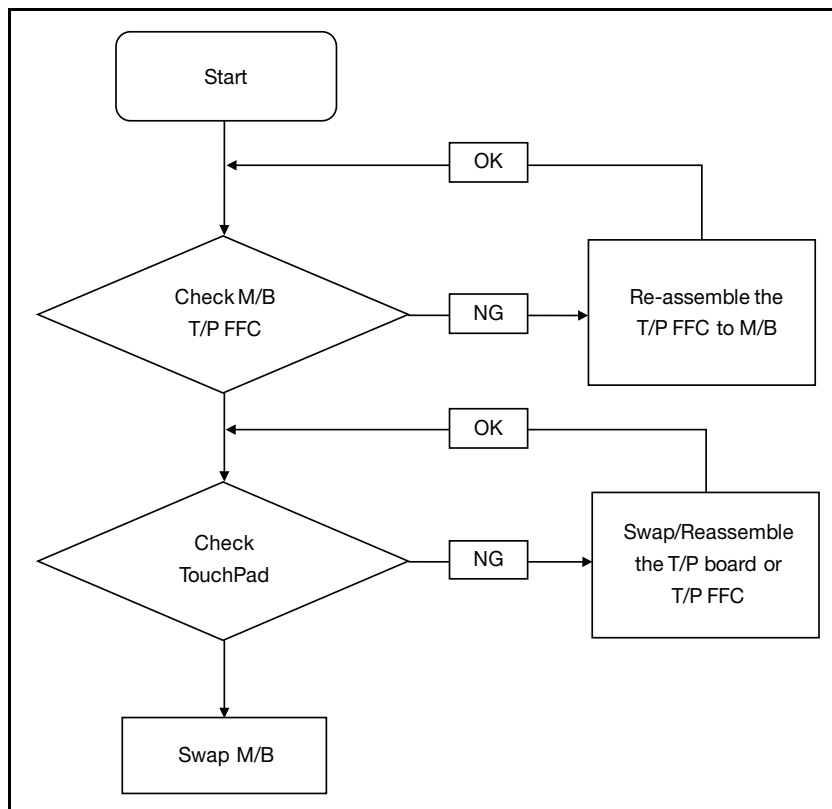 Start
OK
Check M/B
T/P FFC
NG
Re-assemble the
T/P FFC to M/B
OK
Check
TouchPad
NG
Swap/Reassemble
the T/P board or
T/P FFC
Swap M/B